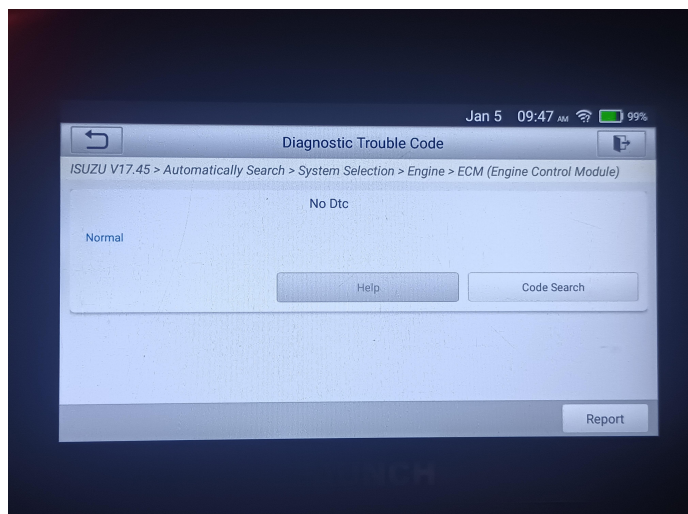 Jan 5 09:47 AM 99%
Diagnostic Trouble Code
ISUZU V17.45 > Automatically Search > System Selection > Engine > ECM (Engine Control Module)
No Dtc
Normal
Help
Code Search
Report